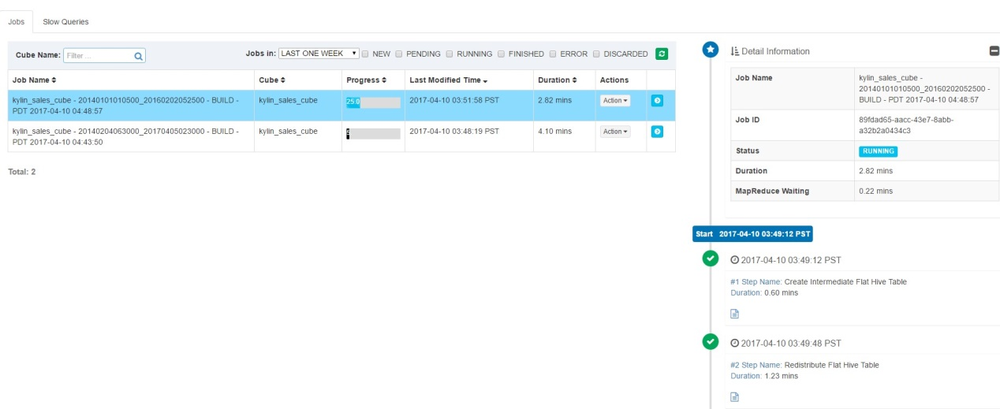 Jobs
Slow Queries
Cube Name: Filter ...
Jobs in: LAST ONE WEEK NEW PENDING RUNNING FINISHED ERROR DISCARDED
Job Name Cube Progress Last Modified Time Duration Actions
kylin_sales_cube - 20140101010500_20160202052500 - BUILD - kylin_sales_cube 25.0 2017-04-10 03:51:58 PST 2.82 mins Action
PDT 2017-04-10 04:48:57
kylin_sales_cube - 20140204063000_20170405023000 - BUILD - kylin_sales_cube 2017-04-10 03:48:19 PST 4.10 mins Action
PDT 2017-04-10 04:43:50
Total: 2
Detail Information
Job Name kylin_sales_cube -
20140101010500_20160202052500 -
BUILD - PDT 2017-04-10 04:48:57
Job ID 89fdad65-aacc-43e7-8abb-
a32b2a0434c3
Status RUNNING
Duration 2.82 mins
MapReduce Waiting 0.22 mins
Start 2017-04-10 03:49:12 PST
2017-04-10 03:49:12 PST
#1 Step Name: Create Intermediate Flat Hive Table
Duration: 0.60 mins
2017-04-10 03:49:48 PST
#2 Step Name: Redistribute Flat Hive Table
Duration: 1.23 mins